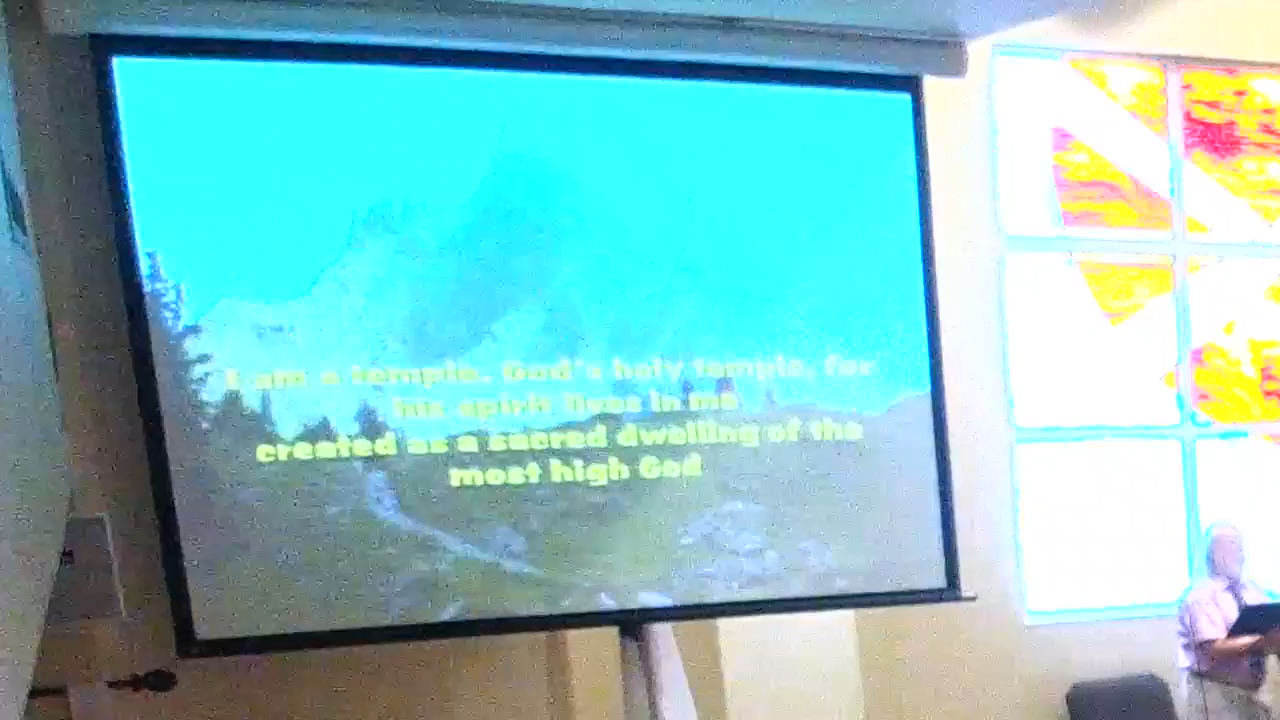 I am a temple. God's holy temple, for
his spirit lives in me
created as a sacred dwelling of the
most high God